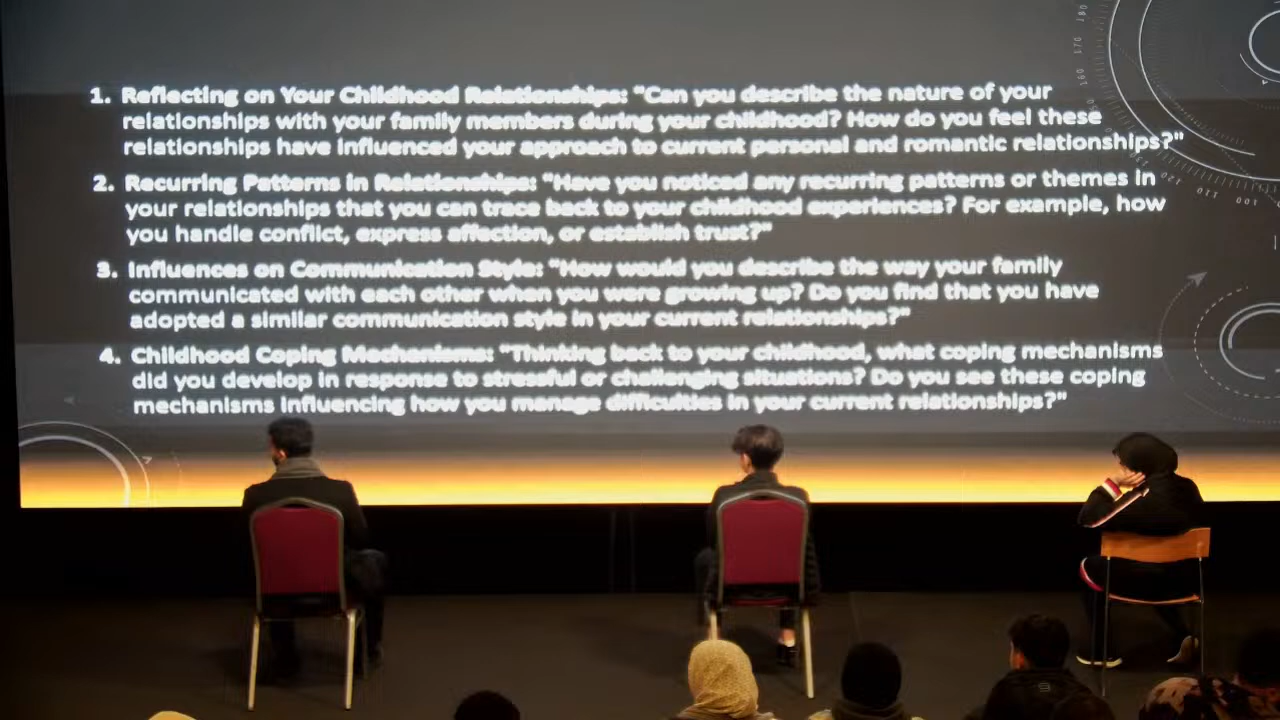 1. Reflecting on Your Childhood Relationships: "Can you describe the nature of your
relationships with your family members during your childhood? How do you feel these
relationships have influenced your approach to current personal and romantic relationships?"
2. Recurring Patterns in Relationships: "Have you noticed any recurring patterns or themes in
your relationships that you can trace back to your childhood experiences? For example, how
you handle conflict, express affection, or establish trust?"
3. Influences on Communication Style: "How would you describe the way your family
communicated with each other when you were growing up? Do you find that you have
adopted a similar communication style in your current relationships?"
4. Childhood Coping Mechanisms: "Thinking back to your childhood, what coping mechanisms
did you develop in response to stressful or challenging situations? Do you see these coping
mechanisms influencing how you manage difficulties in your current relationships?"
190
170
160
150
120
110
100